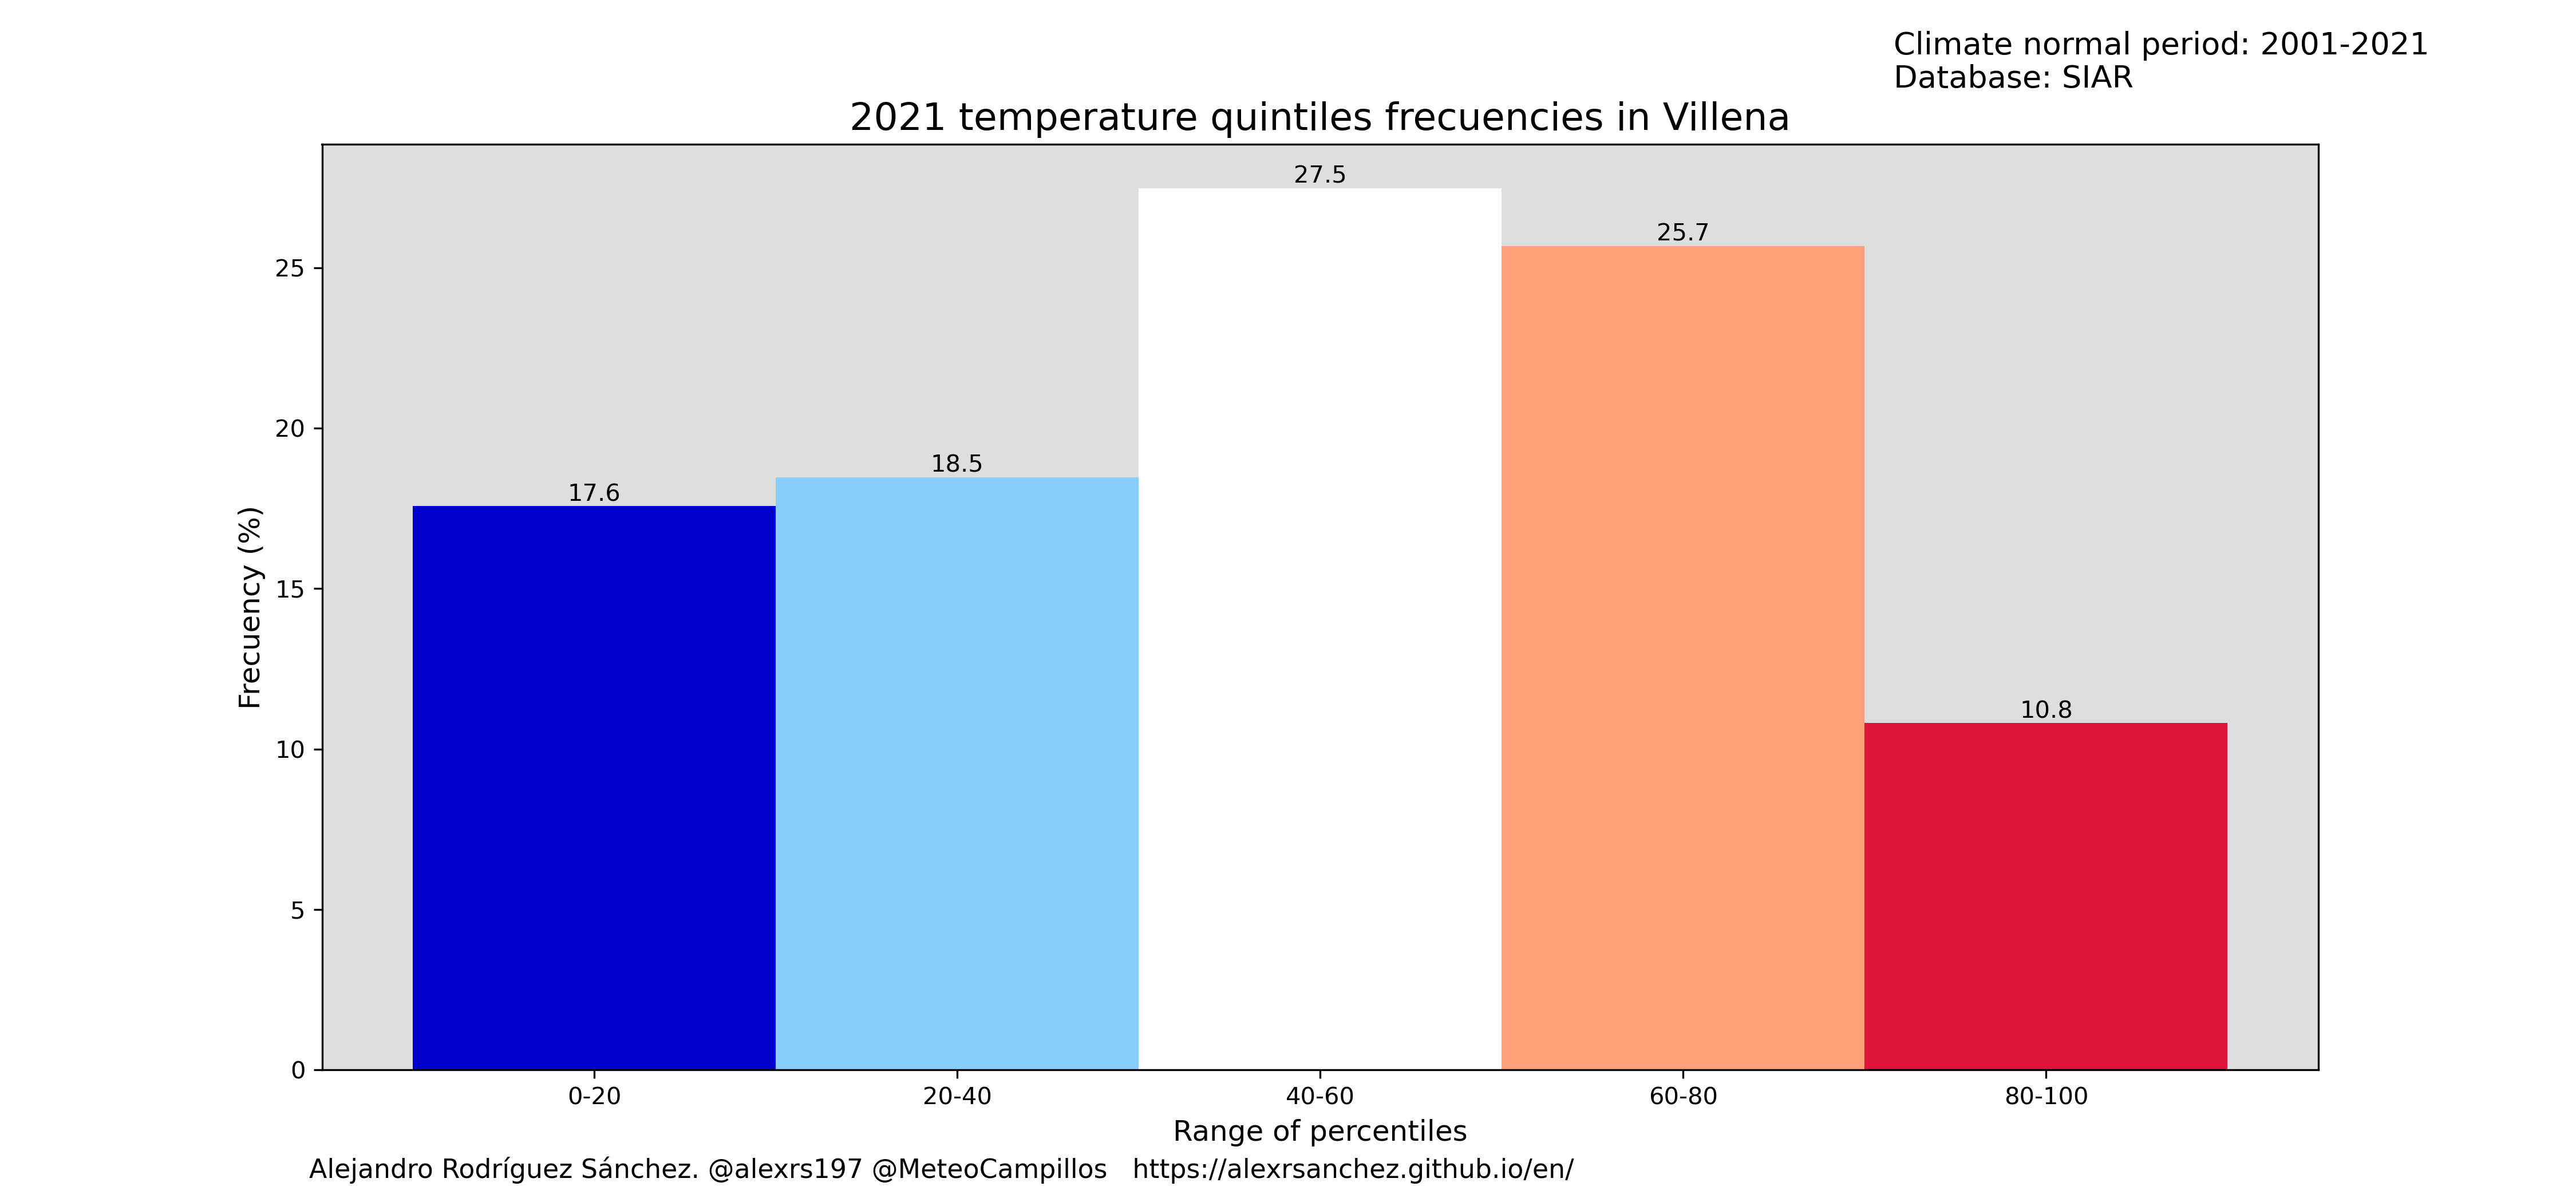 Climate normal period: 2001-2021
Database: SIAR
2021 temperature quintiles frecuencies in Villena
27.5
25.7
18.5
17.6
10.8
Frecuency (%)
25
20
15
10
5
0
0-20 20-40 40-60 60-80 80-100
Range of percentiles
Alejandro Rodríguez Sánchez. @alexrs197 @MeteoCampillos https://alexrsanchez.github.io/en/